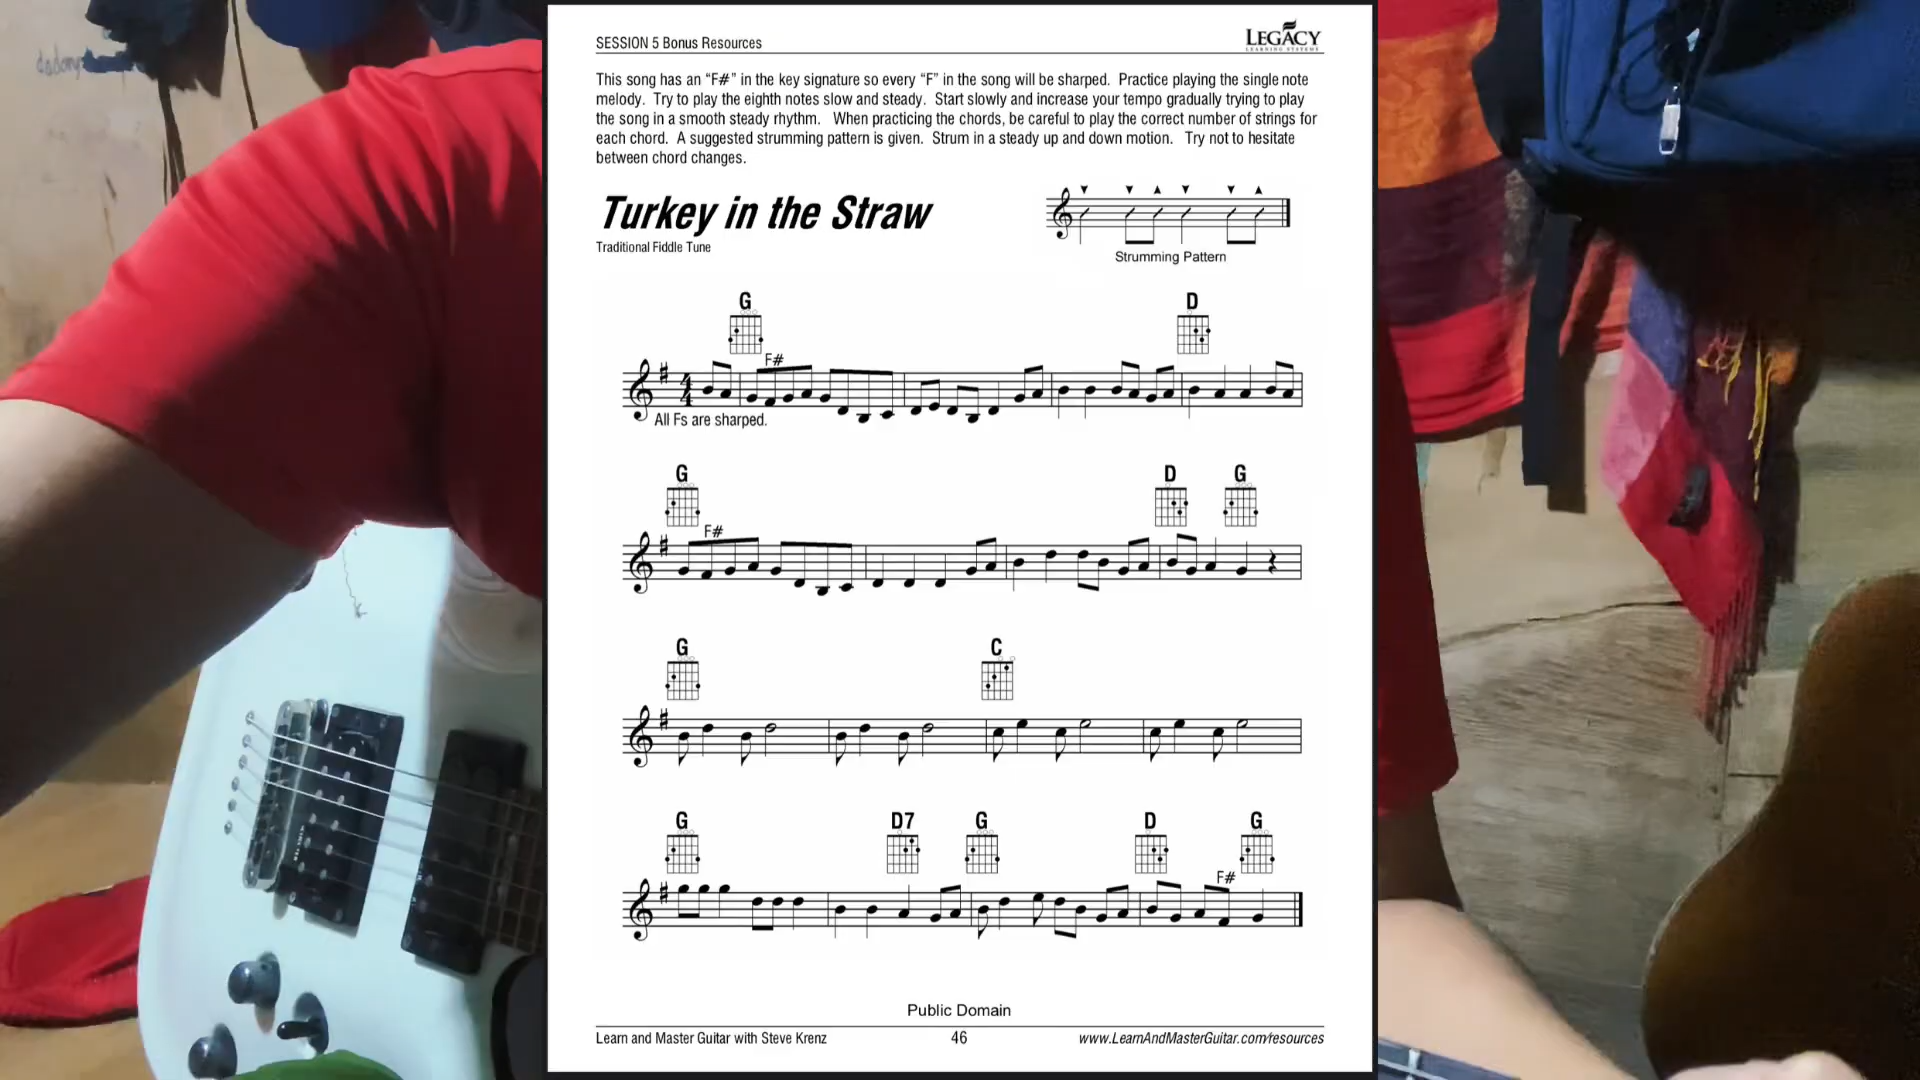 SESSION 5 Bonus Resources
LEGACY
LEARNING SYSTEMS
This song has an “F#” in the key signature so every “F” in the song will be sharped. Practice playing the single note
melody. Try to play the eighth notes slow and steady. Start slowly and increase your tempo gradually trying to play
the song in a smooth steady rhythm. When practicing the chords, be careful to play the correct number of strings for
each chord. A suggested strumming pattern is given. Strum in a steady up and down motion. Try not to hesitate
between chord changes.
Turkey in the Straw
Traditional Fiddle Tune
Strumming Pattern
G D
F#
4
4
All Fs are sharped.
G D G
F#
G C
G D7 G D G
F#
Public Domain
Learn and Master Guitar with Steve Krenz 46 www.LearnAndMasterGuitar.com/resources